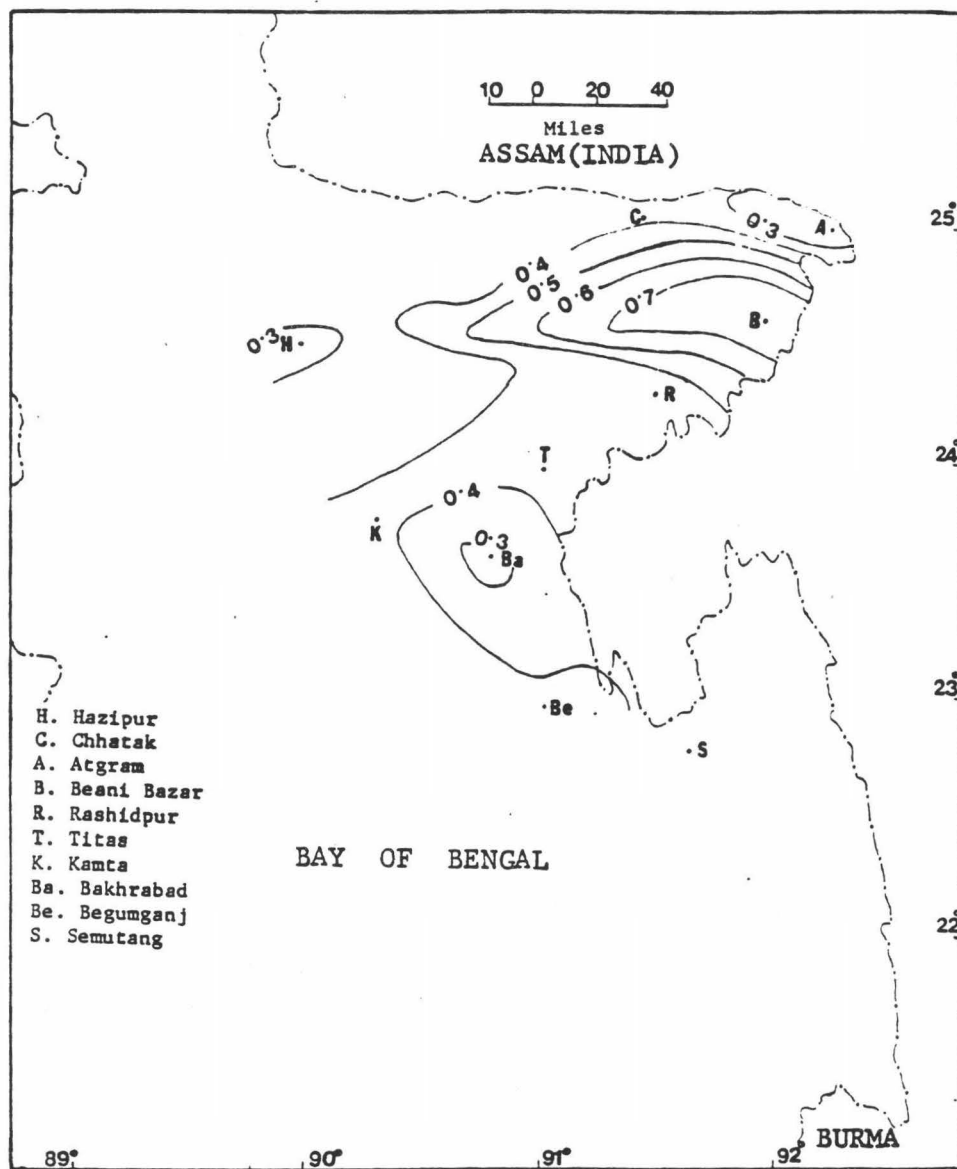 10 0 20 40
Miles
ASSAM(INDIA)
25°
C
0.3
A
0.4
0.5
0.6
0.7
B
0.3
H
R
24°
T
0.4
K
0.3
Ba
23°
Be
S
H. Hazipur
C. Chhatak
A. Atgram
B. Beani Bazar
R. Rashidpur
T. Titas
K. Kamta
Ba. Bakhrabad
Be. Begumganj
S. Semutang
BAY OF BENGAL
22°
BURMA
89° 90° 91° 92°